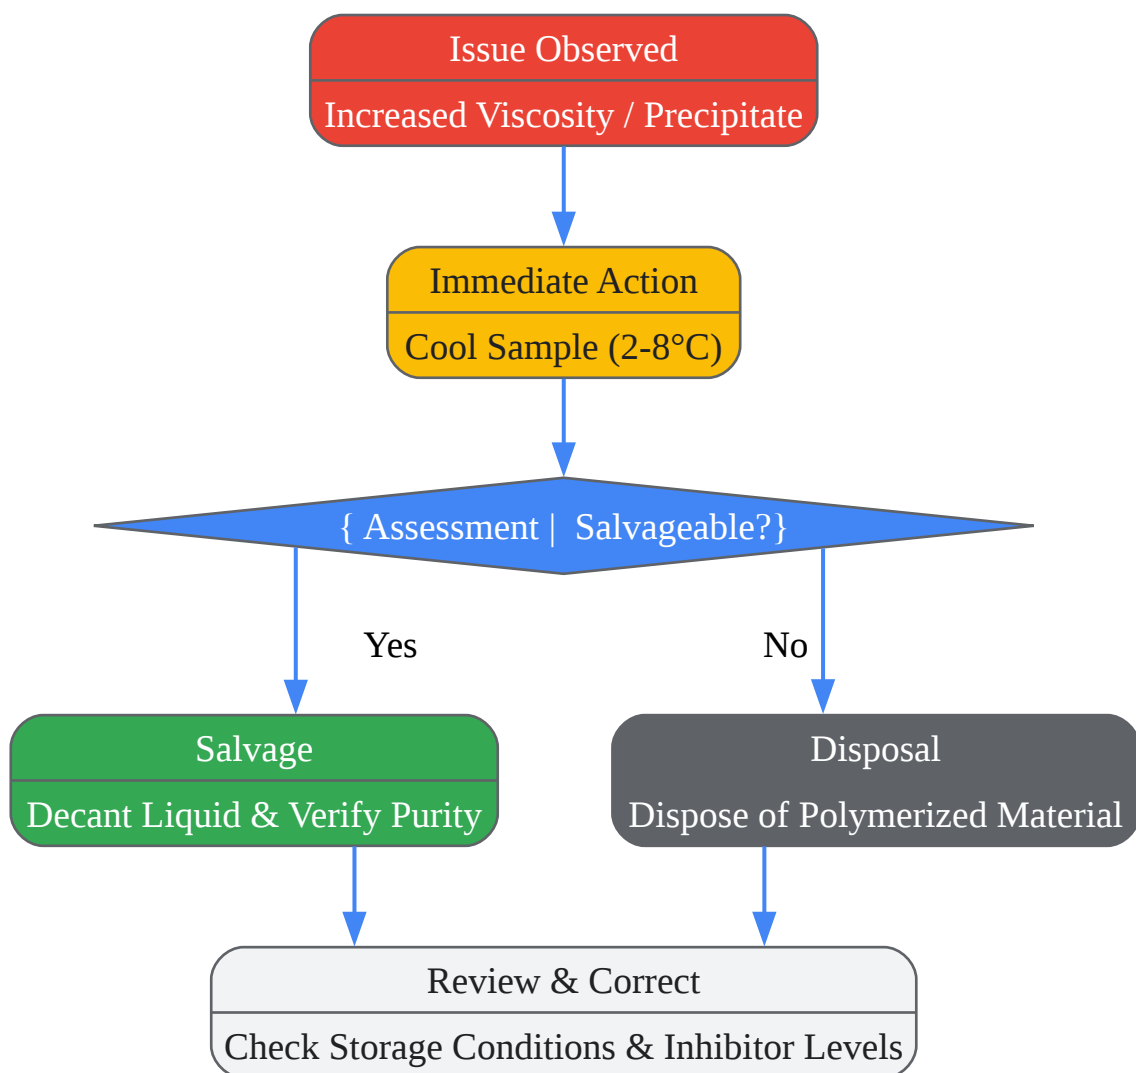 Issue Observed
Increased Viscosity / Precipitate
Immediate Action
Cool Sample (2-8°C)
{ Assessment |  Salvageable?}
Yes
No
Salvage
Decant Liquid & Verify Purity
Disposal
Dispose of Polymerized Material
Review & Correct
Check Storage Conditions & Inhibitor Levels